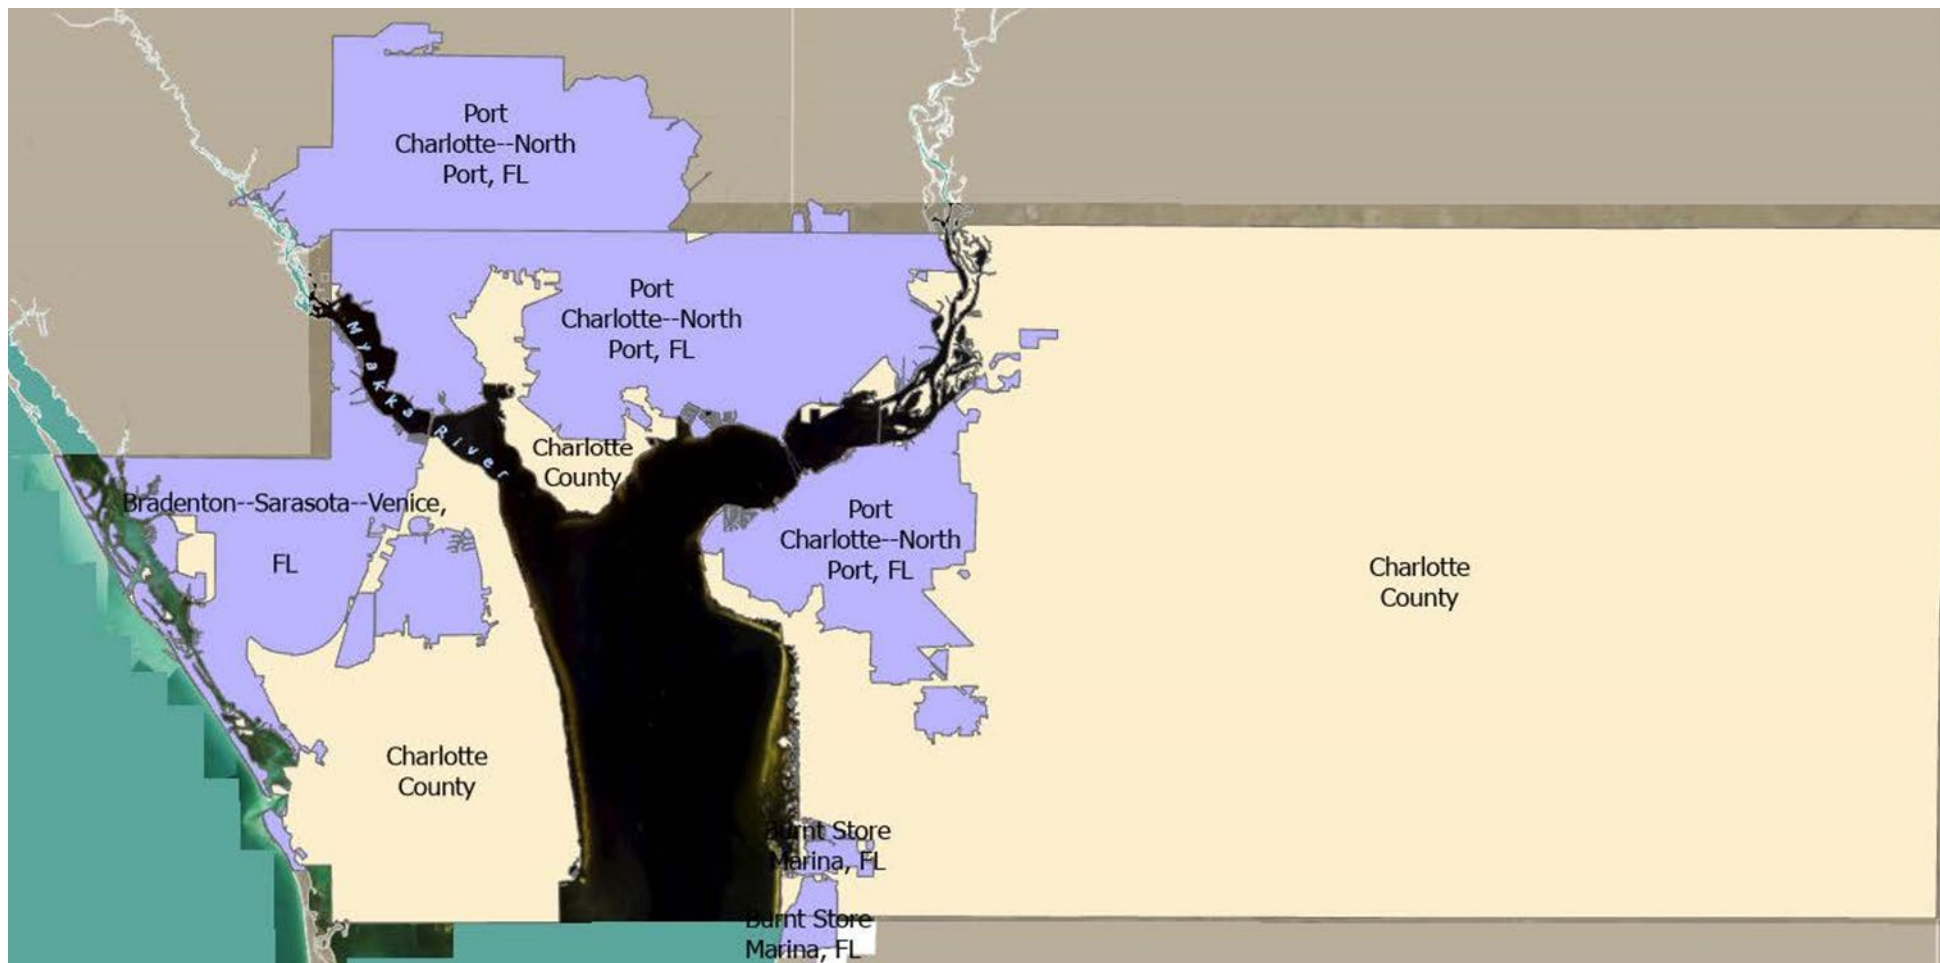 Port
Charlotte--North
Port, FL
Port
Charlotte--North
Port, FL
Myakka River
Charlotte
County
Bradenton--Sarasota--Venice,
FL
Port
Charlotte--North
Port, FL
Charlotte
County
Charlotte
County
Burnt Store
Marina, FL
Burnt Store
Marina, FL